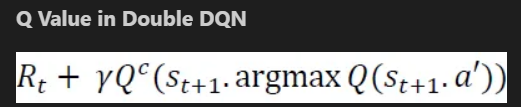 Q Value in Double DQN
Rₜ + γQᶜ(sₜ₊₁. argmax Q(sₜ₊₁. a′))